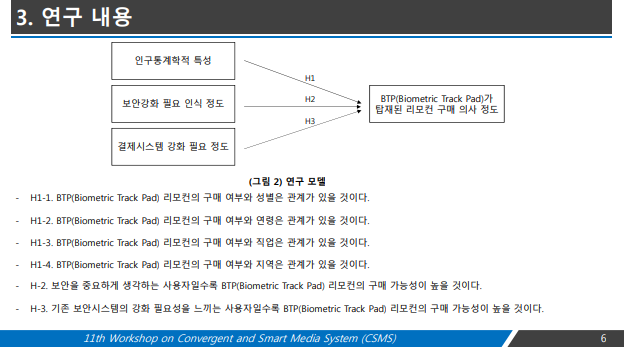 3. 연구 내용
인구통계학적 특성
H1
보안강화 필요 인식 정도
H2
BTP(Biometric Track Pad)가
탑재된 리모컨 구매 의사 정도
H3
결제시스템 강화 필요 정도
(그림 2) 연구 모델
- H1-1. BTP(Biometric Track Pad) 리모컨의 구매 여부와 성별은 관계가 있을 것이다.
- H1-2. BTP(Biometric Track Pad) 리모컨의 구매 여부와 연령은 관계가 있을 것이다.
- H1-3. BTP(Biometric Track Pad) 리모컨의 구매 여부와 직업은 관계가 있을 것이다.
- H1-4. BTP(Biometric Track Pad) 리모컨의 구매 여부와 지역은 관계가 있을 것이다.
- H-2. 보안을 중요하게 생각하는 사용자일수록 BTP(Biometric Track Pad) 리모컨의 구매 가능성이 높을 것이다.
- H-3. 기존 보안시스템의 강화 필요성을 느끼는 사용자일수록 BTP(Biometric Track Pad) 리모컨의 구매 가능성이 높을 것이다.
11th Workshop on Convergent and Smart Media System (CSMS)
6